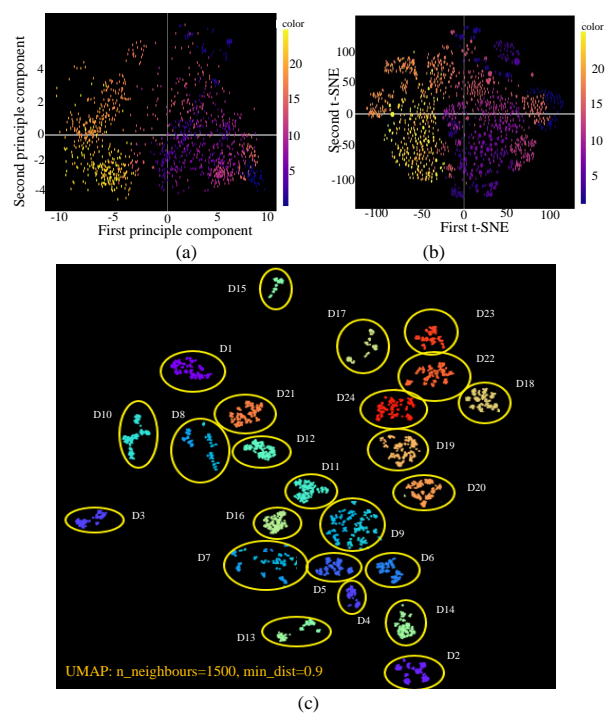 color
20
15
10
5
Second principle component
4
2
0
-2
-4
-10
-5
0
5
10
First principle component
(a)
color
20
15
10
5
Second t-SNE
100
50
0
-50
-100
-100
-50
0
50
100
First t-SNE
(b)
D15
D17
D23
D1
D22
D10
D8
D21
D18
D24
D12
D19
D11
D20
D3
D16
D9
D7
D6
D5
D4
D14
D13
D2
UMAP: n_neighbours=1500, min_dist=0.9
(c)